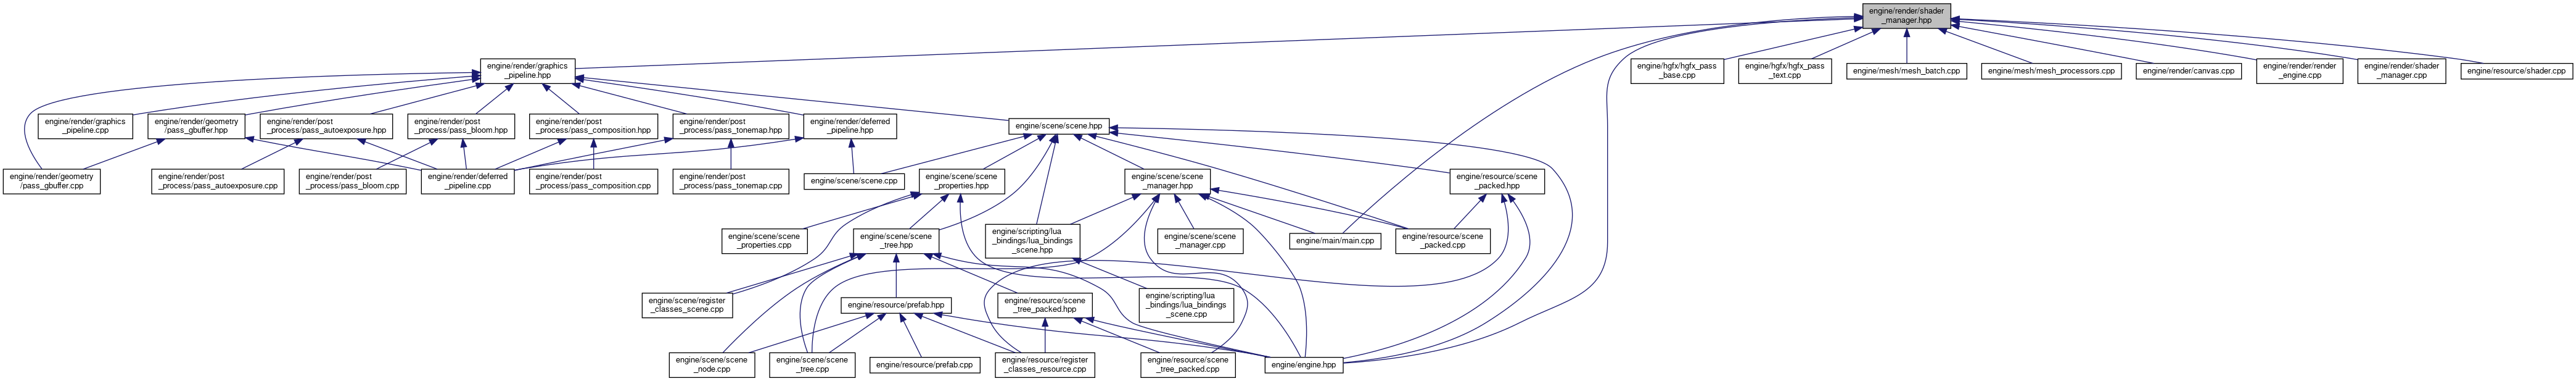 engine/render/shader
_manager.hpp
engine/render/graphics
_pipeline.hpp
engine/hgfx/hgfx_pass
_base.cpp
engine/hgfx/hgfx_pass
_text.cpp
engine/mesh/mesh_batch.cpp
engine/mesh/mesh_processors.cpp
engine/render/canvas.cpp
engine/render/render
_engine.cpp
engine/render/shader
_manager.cpp
engine/resource/shader.cpp
engine/render/graphics
_pipeline.cpp
engine/render/geometry
/pass_gbuffer.hpp
engine/render/post
_process/pass_autoexposure.hpp
engine/render/post
_process/pass_bloom.hpp
engine/render/post
_process/pass_composition.hpp
engine/render/post
_process/pass_tonemap.hpp
engine/render/deferred
_pipeline.hpp
engine/scene/scene.hpp
engine/render/geometry
/pass_gbuffer.cpp
engine/render/post
_process/pass_autoexposure.cpp
engine/render/post
_process/pass_bloom.cpp
engine/render/deferred
_pipeline.cpp
engine/render/post
_process/pass_composition.cpp
engine/render/post
_process/pass_tonemap.cpp
engine/scene/scene.cpp
engine/scene/scene
_properties.hpp
engine/scene/scene
_manager.hpp
engine/resource/scene
_packed.hpp
engine/scene/scene
_properties.cpp
engine/scene/scene
_tree.hpp
engine/scripting/lua
_bindings/lua_bindings
_scene.hpp
engine/scene/scene
_manager.cpp
engine/main/main.cpp
engine/resource/scene
_packed.cpp
engine/scene/register
_classes_scene.cpp
engine/resource/prefab.hpp
engine/resource/scene
_tree_packed.hpp
engine/scripting/lua
_bindings/lua_bindings
_scene.cpp
engine/scene/scene
_node.cpp
engine/scene/scene
_tree.cpp
engine/resource/prefab.cpp
engine/resource/register
_classes_resource.cpp
engine/resource/scene
_tree_packed.cpp
engine/engine.hpp